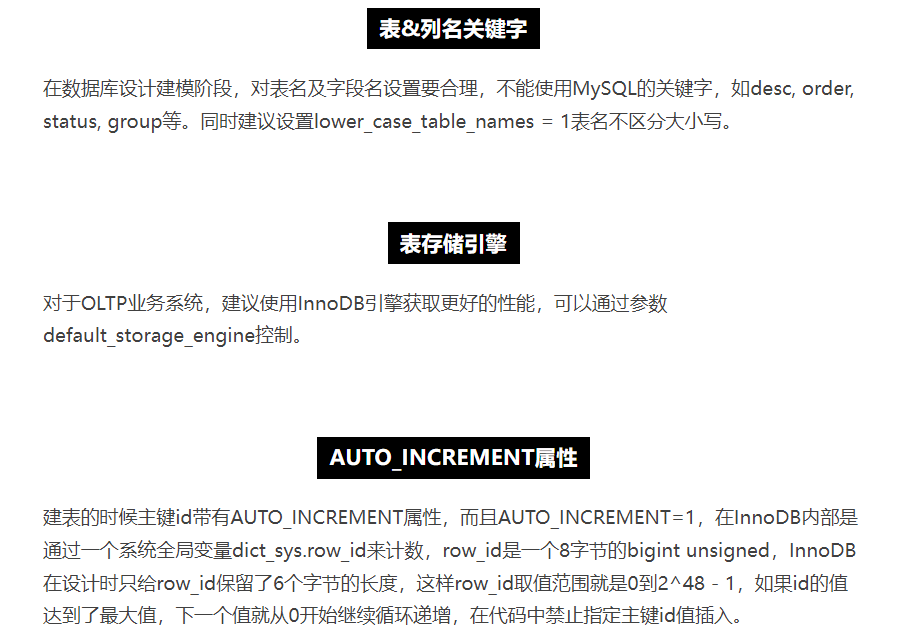 表&列名关键字
在数据库设计建模阶段，对表名及字段名设置要合理，不能使用MySQL的关键字，如desc, order,
status, group等。同时建议设置lower_case_table_names = 1表名不区分大小写。
表存储引擎
对于OLTP业务系统，建议使用InnoDB引擎获取更好的性能，可以通过参数
default_storage_engine控制。
AUTO_INCREMENT属性
建表的时候主键id带有AUTO_INCREMENT属性，而且AUTO_INCREMENT=1，在InnoDB内部是
通过一个系统全局变量dict_sys.row_id来计数，row_id是一个8字节的bigint unsigned，InnoDB
在设计时只给row_id保留了6个字节的长度，这样row_id取值范围就是0到2^48 - 1，如果id的值
达到了最大值，下一个值就从0开始继续循环递增，在代码中禁止指定主键id值插入。